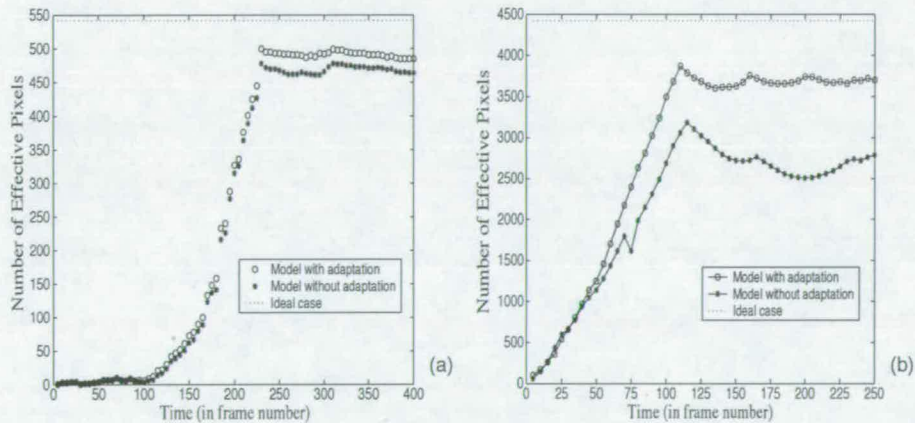 550
500
450
400
350
300
250
200
150
100
50
0
Number of Effective Pixels
0 50 100 150 200 250 300 350 400
Time (in frame number)
Model with adaptation
Model without adaptation
Ideal case
(a)
4500
4000
3500
3000
2500
2000
1500
1000
500
0
Number of Effective Pixels
0 25 50 75 100 125 150 175 200 225 250
Time (in frame number)
Model with adaptation
Model without adaptation
Ideal case
(b)